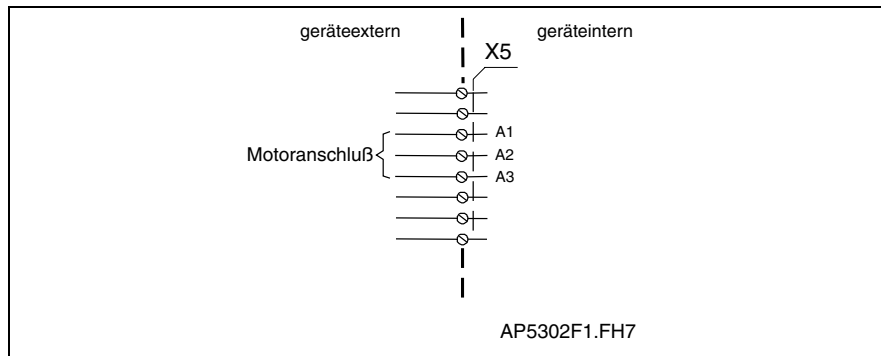 geräteextern geräteintern
X5
A1
Motoranschluß A2
A3
AP5302F1.FH7